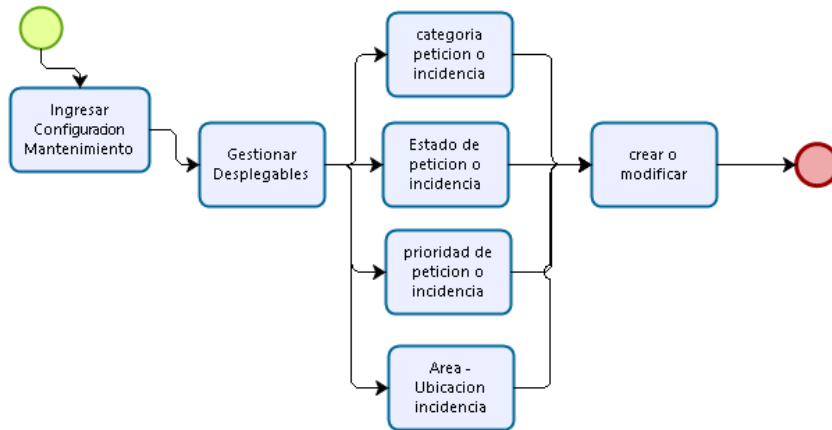 Ingresar
Configuracion
Mantenimiento
Gestionar
Desplegables
categoria
peticion o
incidencia
Estado de
peticion o
incidencia
prioridad de
peticion o
incidencia
Area -
Ubicacion
incidencia
crear o
modificar